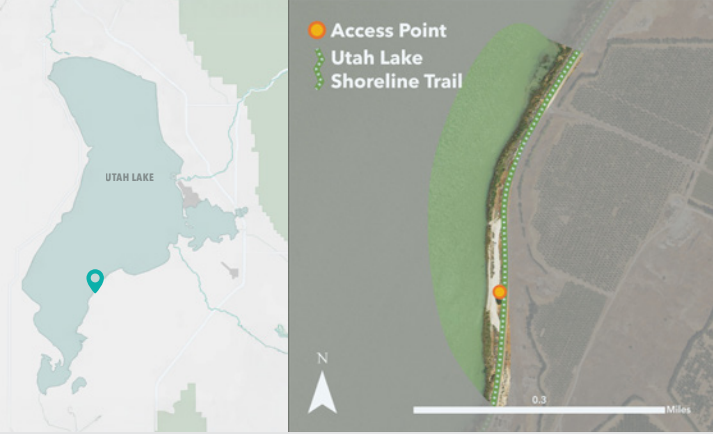 UTAH LAKE
Access Point
Utah Lake
Shoreline Trail
N
0.3
Miles